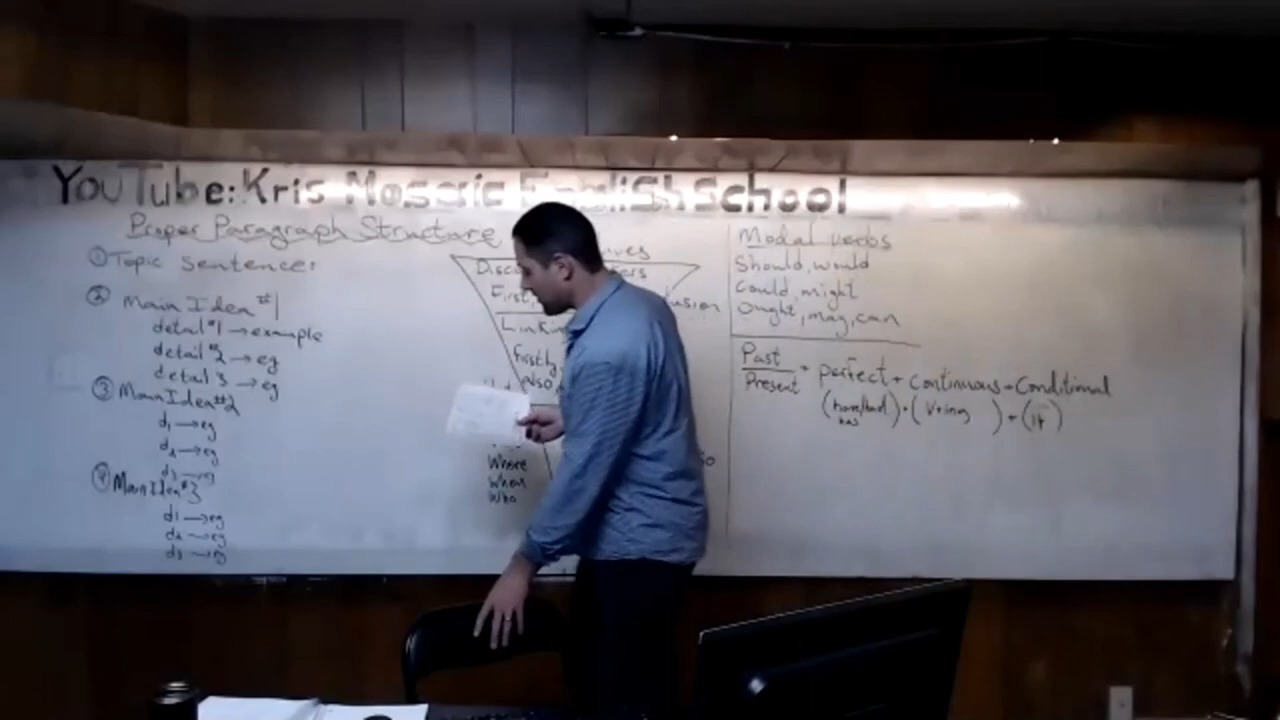 YouTube: Kris Mosaic English School
Proper Paragraph Structure
① Topic Sentence:
② Main Idea #1
detail #1 → example
detail #2 → eg
detail 3 → eg
③ Main Idea #2
d1 → eg
d2 → eg
d3 → eg
④ Main Idea #3
d1 → eg
d2 → eg
d3 → eg
First,
Firstly
Also
Where
When
Who
so
Modal verbs
Should, would
Could, might
Ought, may, can
Past
Present + perfect + Continuous + Conditional
(have/had) + (V+ing ) + (if)
has